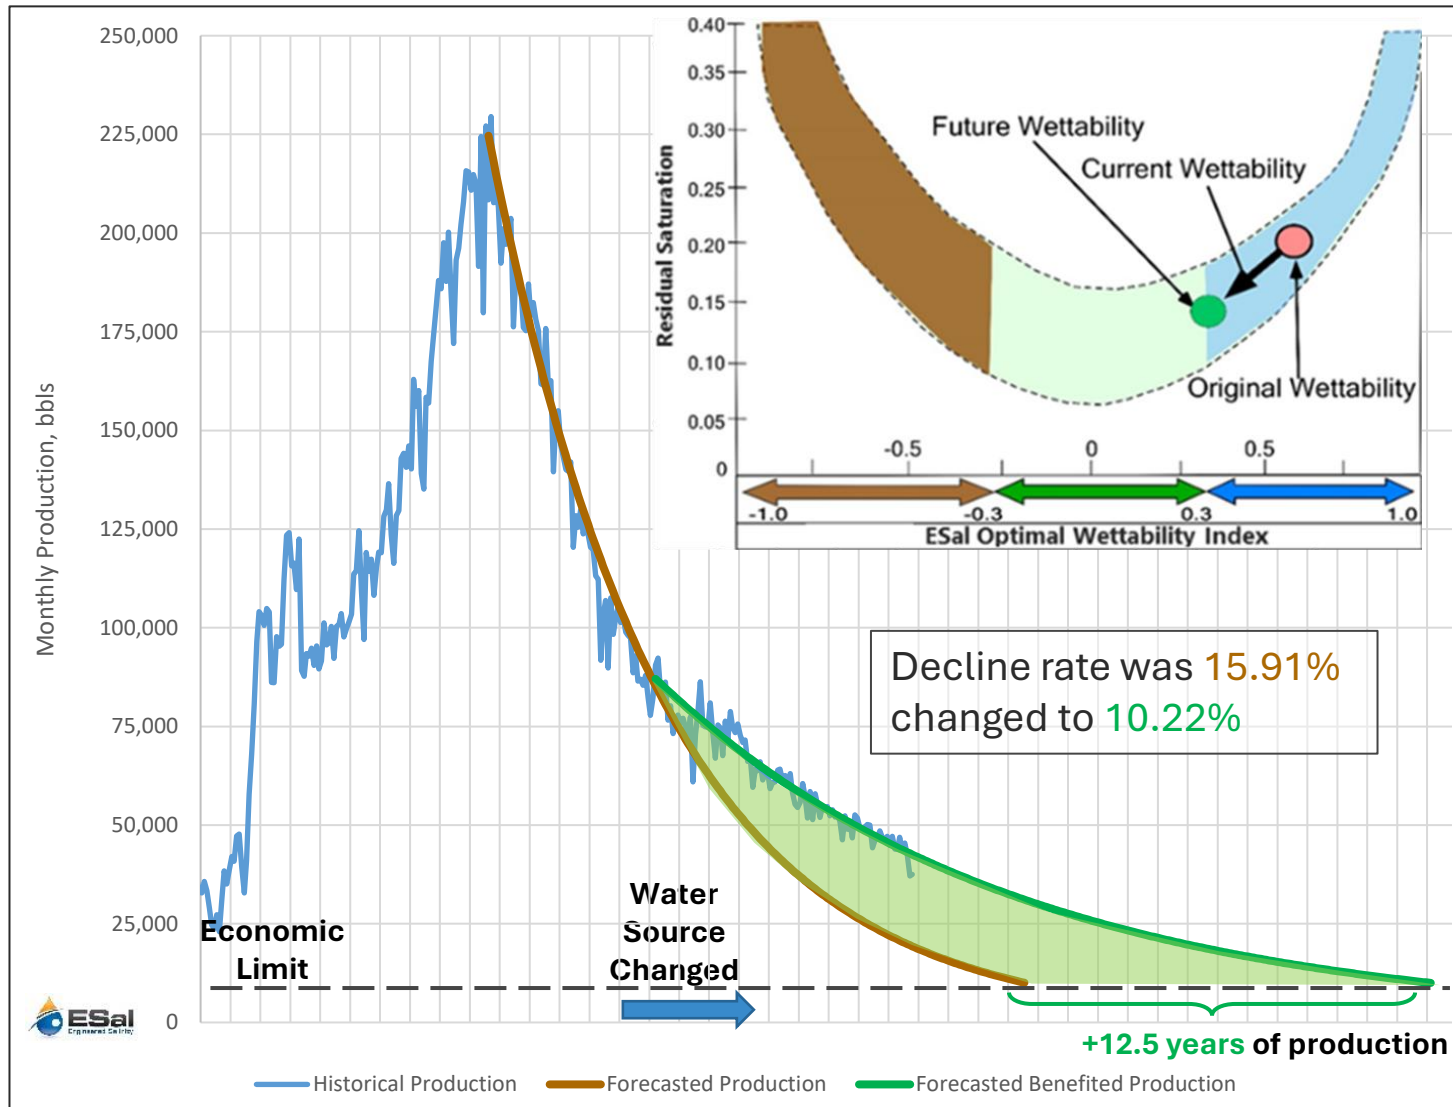 250,000
225,000
200,000
175,000
150,000
125,000
100,000
75,000
50,000
25,000
0
Monthly Production, bbls
0.40
0.35
0.30
0.25
0.20
0.15
0.10
0.05
0
Residual Saturation
Future Wettability
Current Wettability
Original Wettability
-0.5
0
0.5
-1.0
-0.3
0.3
1.0
ESal Optimal Wettability Index
Decline rate was 15.91%
changed to 10.22%
Economic
Limit
Water
Source
Changed
ESal
Engineered Salinity
+12.5 years of production
Historical Production
Forecasted Production
Forecasted Benefited Production